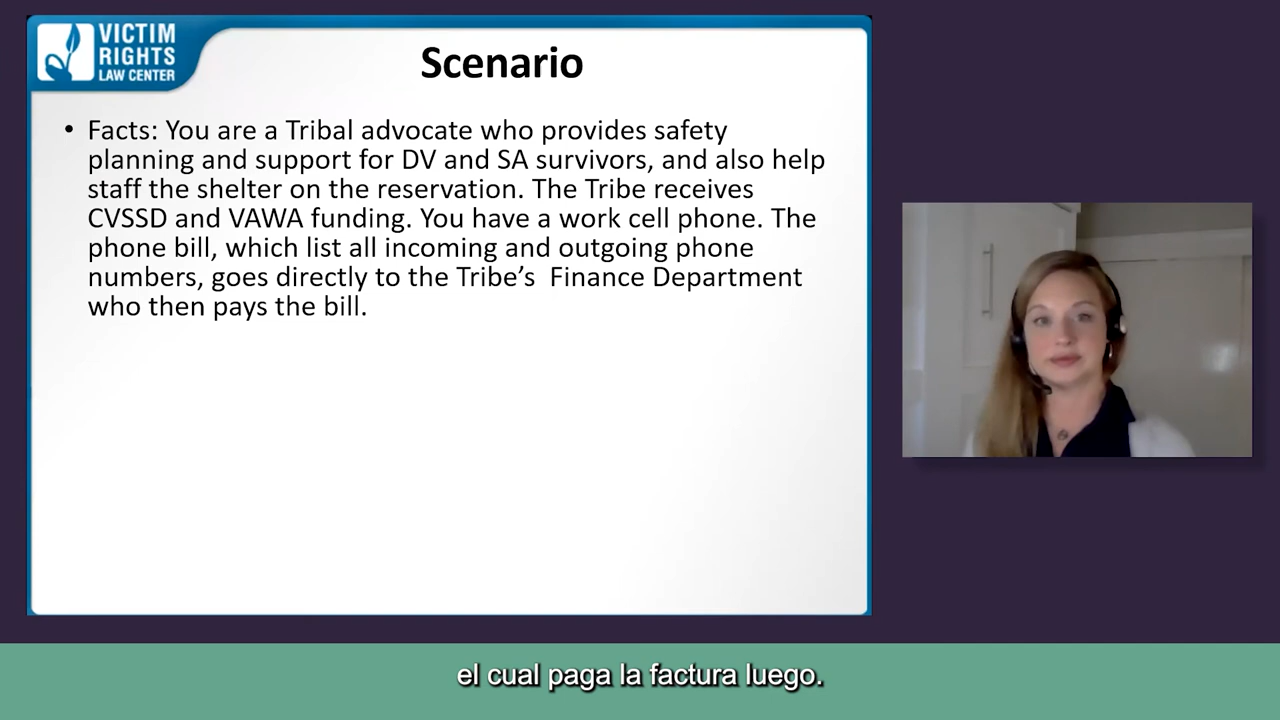 VICTIM
RIGHTS
LAW CENTER
Scenario
• Facts: You are a Tribal advocate who provides safety
planning and support for DV and SA survivors, and also help
staff the shelter on the reservation. The Tribe receives
CVSSD and VAWA funding. You have a work cell phone. The
phone bill, which list all incoming and outgoing phone
numbers, goes directly to the Tribe’s  Finance Department
who then pays the bill.
el cual paga la factura luego.